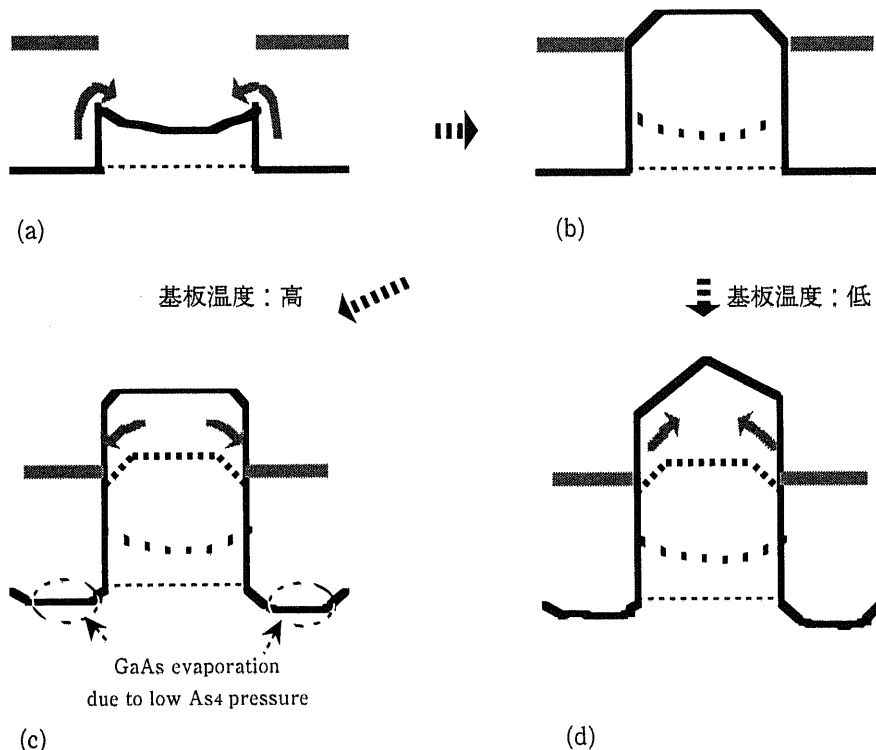 (a)
(b)
基板温度：高
基板温度：低
GaAs evaporation
due to low As4 pressure
(c)
(d)